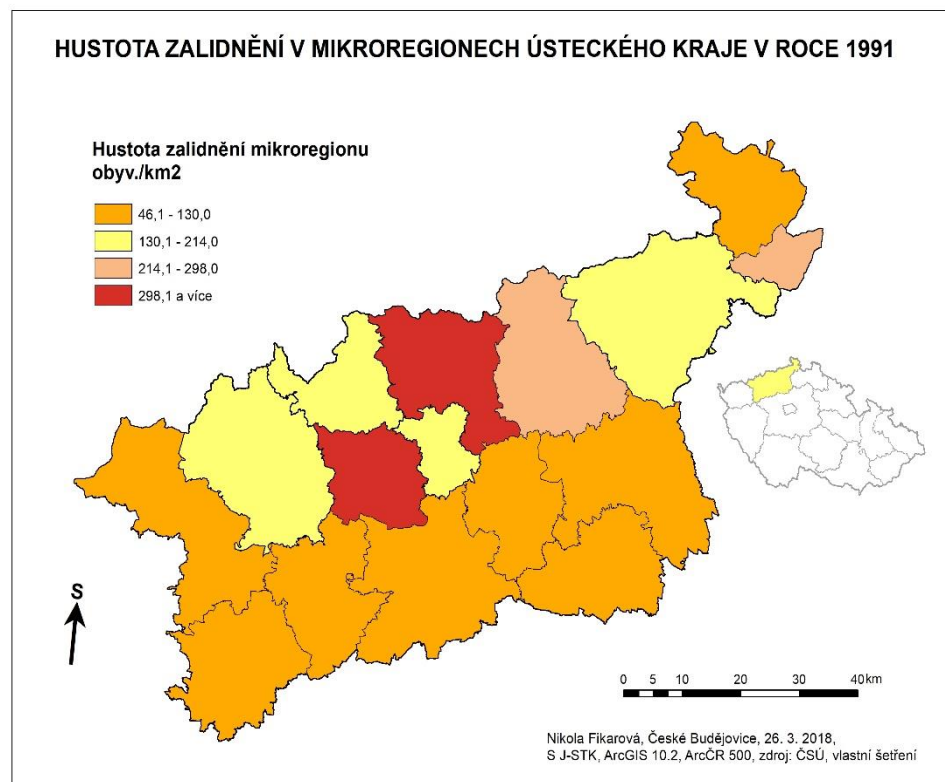 HUSTOTA ZALIDNĚNÍ V MIKROREGIONECH ÚSTECKÉHO KRAJE V ROCE 1991
Hustota zalidnění mikroregionu
obyv./km2
46,1 - 130,0
130,1 - 214,0
214,1 - 298,0
298,1 a více
S
0 5 10 20 30 40 km
Nikola Fikarová, České Budějovice, 26. 3. 2018,
S J-STK, ArcGIS 10.2, ArcČR 500, zdroj: ČSÚ, vlastní šetření